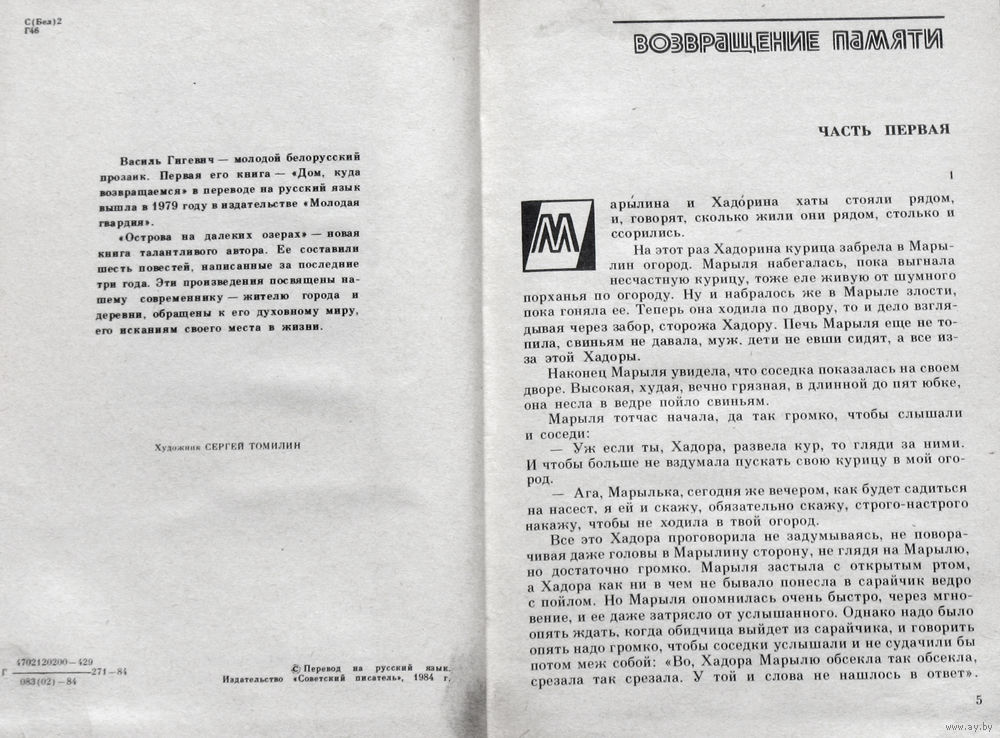 С(Бел)2
Г46
Василь Гигевич — молодой белорусский
прозаик. Первая его книга — «Дом, куда
возвращаемся» в переводе на русский язык
вышла в 1979 году в издательстве «Молодая
гвардия».
«Острова на далеких озерах» — новая
книга талантливого автора. Ее составили
шесть повестей, написанные за последние
три года. Эти произведения посвящены на-
шему современнику — жителю города и
деревни, обращены к его духовному миру,
его исканиям своего места в жизни.
Художник СЕРГЕЙ ТОМИЛИН
Г 4702120200—429
083(02)—84 271—84
© Перевод на русский язык.
Издательство «Советский писатель», 1984 г.
ВОЗВРАЩЕНИЕ ПАМЯТИ
ЧАСТЬ ПЕРВАЯ
1
Мары́лина и Хадо́рина хаты стояли рядом,
и, говорят, сколько жили они рядом, столько и
ссорились.
На этот раз Хадорина курица забрела в Мары-
лин огород. Марыля набегалась, пока выгнала
несчастную курицу, тоже еле живую от шумного
порханья по огороду. Ну и набралось же в Марыле злости,
пока гоняла ее. Теперь она ходила по двору, то и дело взгля-
дывая через забор, сторожа Хадору. Печь Марыля еще не то-
пила, свиньям не давала, муж. дети не евши сидят, а все из-
за этой Хадоры.
Наконец Марыля увидела, что соседка показалась на своем
дворе. Высокая, худая, вечно грязная, в длинной до пят юбке,
она несла в ведре пойло свиньям.
Марыля тотчас начала, да так громко, чтобы слышали
и соседи:
— Уж если ты, Хадора, развела кур, то гляди за ними.
И чтобы больше не вздумала пускать свою курицу в мой ого-
род.
— Ага, Марылька, сегодня же вечером, как будет садиться
на насест, я ей и скажу, обязательно скажу, строго-настрого
накажу, чтобы не ходила в твой огород.
Все это Хадора проговорила не задумываясь, не повора-
чивая даже головы в Марылину сторону, не глядя на Марылю,
но достаточно громко. Марыля застыла с открытым ртом,
а Хадора как ни в чем не бывало понесла в сарайчик ведро
с пойлом. Но Марыля опомнилась очень быстро, через мгно-
вение, и ее даже затрясло от услышанного. Однако надо было
опять ждать, когда обидчица выйдет из сарайчика, и говорить
опять надо громко, чтобы соседки услышали и не судачили бы
потом меж собой: «Во, Хадора Марылю обсекла так обсекла,
срезала так срезала. У той и слова не нашлось в ответ».
5
www.ay.by